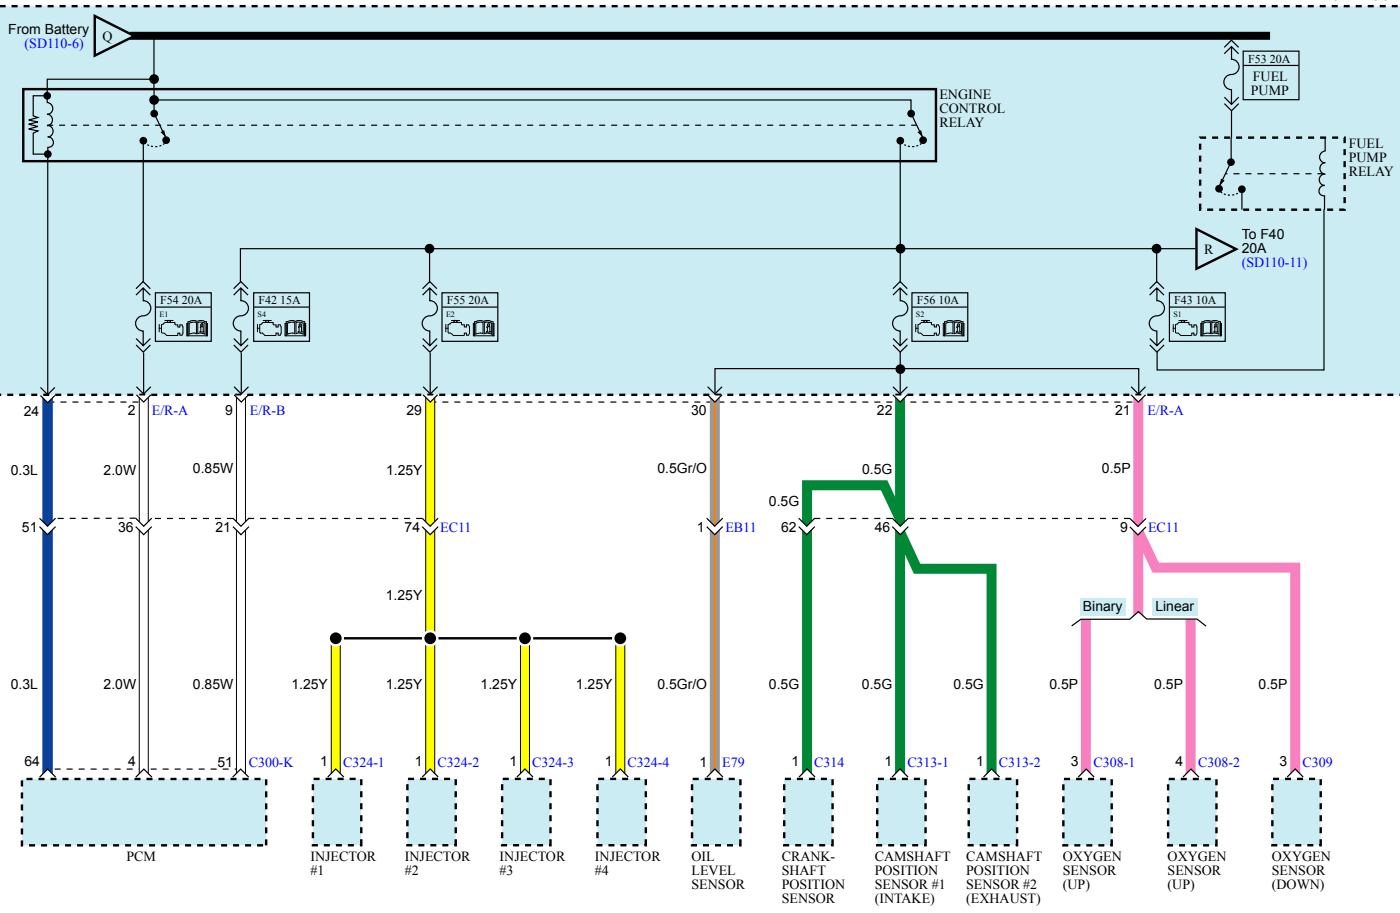 From Battery
(SD110-6)
Q
F53 20A
FUEL
PUMP
ENGINE
CONTROL
RELAY
FUEL
PUMP
RELAY
R
To F40
20A
(SD110-11)
F54 20A
E1
F42 15A
S4
F55 20A
E2
F56 10A
S2
F43 10A
S1
24
2
E/R-A
9
E/R-B
29
30
22
21
E/R-A
0.3L
2.0W
0.85W
1.25Y
0.5Gr/O
0.5G
0.5P
0.5G
51
36
21
74
EC11
1
EB11
62
46
9
EC11
1.25Y
Binary
Linear
0.3L
2.0W
0.85W
1.25Y
1.25Y
1.25Y
1.25Y
0.5Gr/O
0.5G
0.5G
0.5G
0.5P
0.5P
0.5P
64
4
51
C300-K
1
C324-1
1
C324-2
1
C324-3
1
C324-4
1
E79
1
C314
1
C313-1
1
C313-2
3
C308-1
4
C308-2
3
C309
PCM
INJECTOR
#1
INJECTOR
#2
INJECTOR
#3
INJECTOR
#4
OIL
LEVEL
SENSOR
CRANK-
SHAFT
POSITION
SENSOR
CAMSHAFT
POSITION
SENSOR #1
(INTAKE)
CAMSHAFT
POSITION
SENSOR #2
(EXHAUST)
OXYGEN
SENSOR
(UP)
OXYGEN
SENSOR
(UP)
OXYGEN
SENSOR
(DOWN)